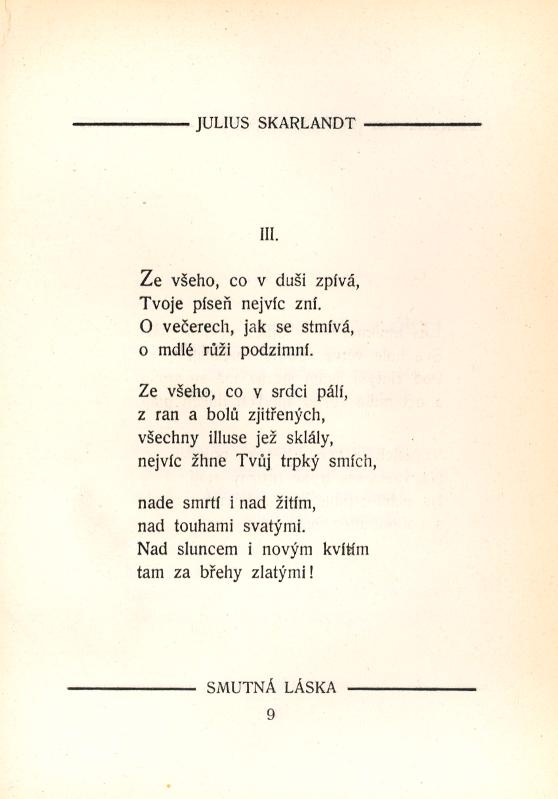 JULIUS SKARLANDT
III.
Ze všeho, co v duši zpívá,
Tvoje píseň nejvíc zní.
O večerech, jak se stmívá,
o mdlé růži podzimní.
Ze všeho, co v srdci pálí,
z ran a bolů zjitřených,
všechny illuse jež sklály,
nejvíc žhne Tvůj trpký smích,
nade smrtí i nad žitím,
nad touhami svatými.
Nad sluncem i novým kvítím
tam za břehy zlatými!
SMUTNÁ LÁSKA
9